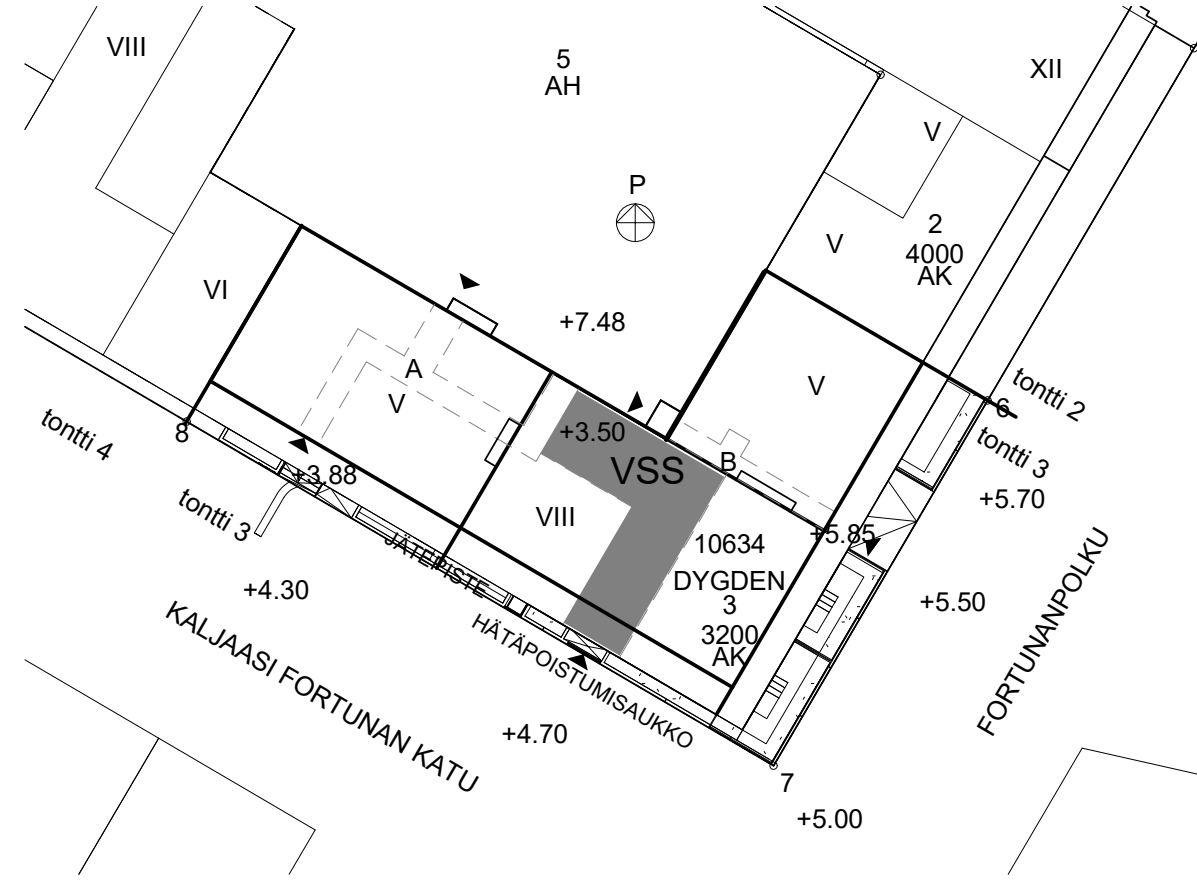 VIII
5
AH
XII
V
P
2
4000
AK
V
VI
+7.48
A
V
V
+3.50
VSS
B
tontti 2
6
tontti 3
tontti 4
8
+3.88
tontti 3
+5.70
VIII
10634
DYGDEN
3
3200
AK
+5.85
JÄTEPISTE
+4.30
+5.50
KALJAASI FORTUNAN KATU
HÄTÄPOISTUMISAUKKO
FORTUNANPOLKU
+4.70
7
+5.00